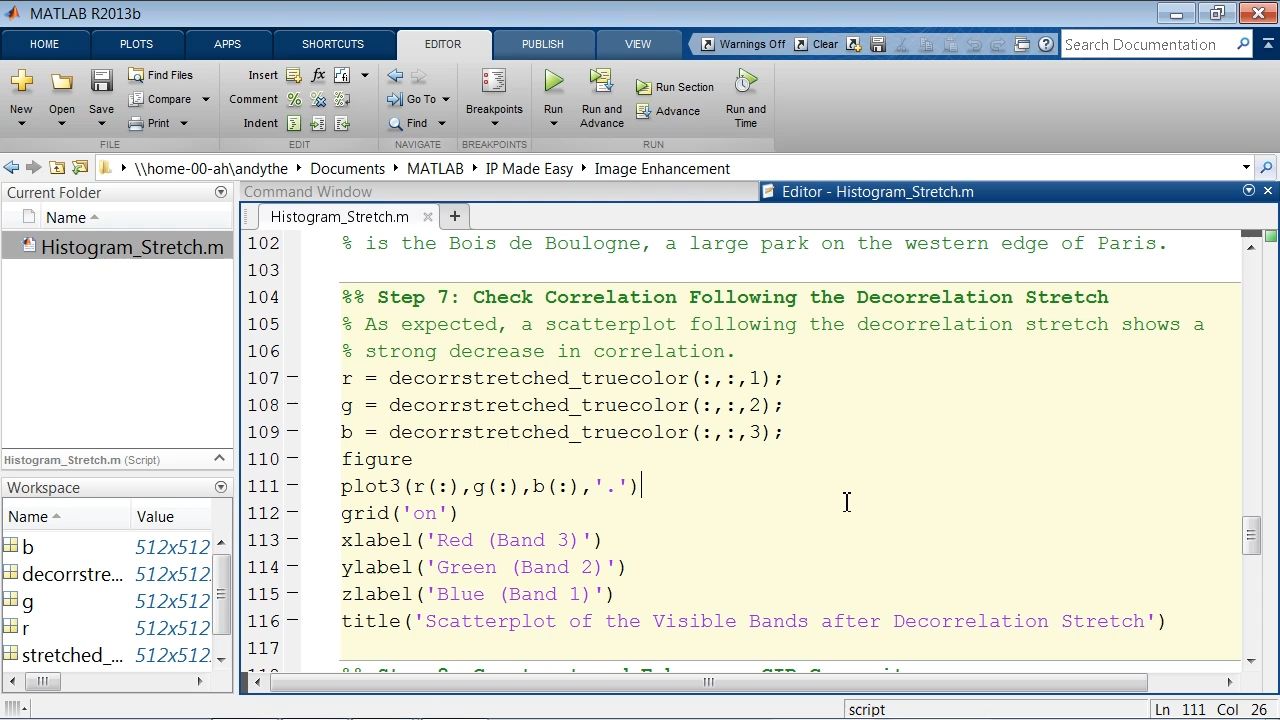 MATLAB R2013b
HOME PLOTS APPS SHORTCUTS EDITOR PUBLISH VIEW Warnings Off Clear Search Documentation
New Open Save Find Files Compare Print
Insert Comment Indent
Go To Find
Breakpoints
Run Run and Advance Run Section Advance Run and Time
FILE EDIT NAVIGATE BREAKPOINTS RUN
\\home-00-ah\andythe Documents MATLAB IP Made Easy Image Enhancement
Current Folder
Name
Histogram_Stretch.m
Histogram_Stretch.m (Script)
Workspace
Name Value
b 512x512
decorrstre... 512x512
g 512x512
r 512x512
stretched_... 512x512
Command Window
Editor - Histogram_Stretch.m
Histogram_Stretch.m
102 % is the Bois de Boulogne, a large park on the western edge of Paris.
103
104 %% Step 7: Check Correlation Following the Decorrelation Stretch
105 % As expected, a scatterplot following the decorrelation stretch shows a
106 % strong decrease in correlation.
107 r = decorrstretched_truecolor(:,:,1);
108 g = decorrstretched_truecolor(:,:,2);
109 b = decorrstretched_truecolor(:,:,3);
110 figure
111 plot3(r(:),g(:),b(:),'.')
112 grid('on')
113 xlabel('Red (Band 3)')
114 ylabel('Green (Band 2)')
115 zlabel('Blue (Band 1)')
116 title('Scatterplot of the Visible Bands after Decorrelation Stretch')
117
script
Ln 111 Col 26